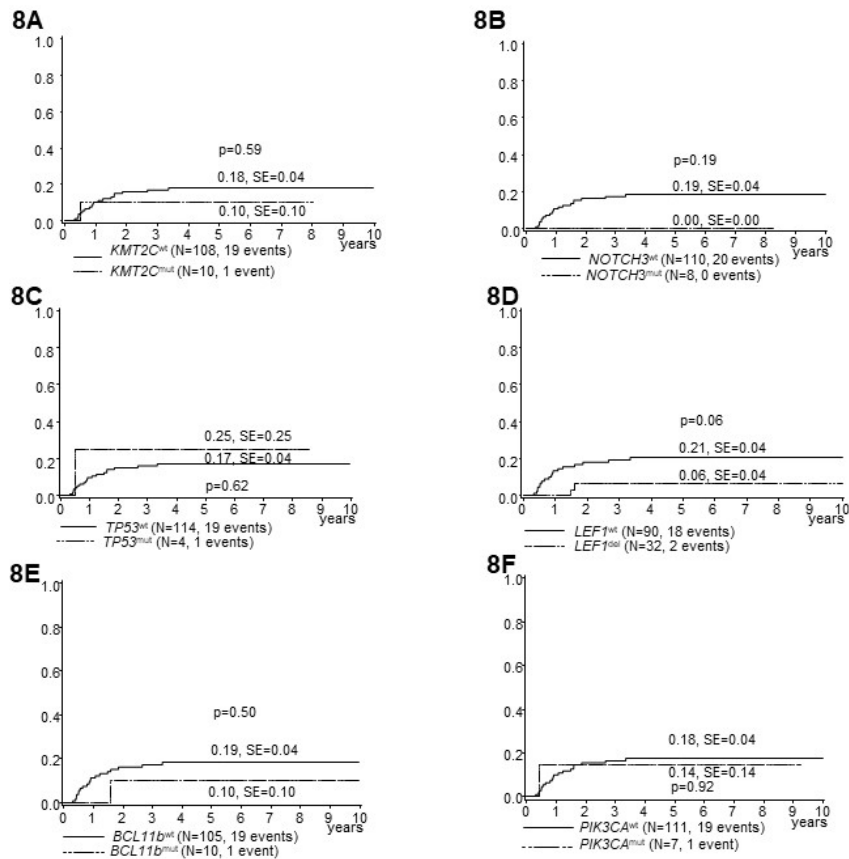 8A
1.0
0.8
0.6
0.4
0.2
0.0
p=0.59
0.18, SE=0.04
0.10, SE=0.10
0 1 2 3 4 5 6 7 8 9 10
years
KMT2Cwt (N=108, 19 events)
KMT2Cmut (N=10, 1 event)
8B
1.0
0.8
0.6
0.4
0.2
0.0
p=0.19
0.19, SE=0.04
0.00, SE=0.00
0 1 2 3 4 5 6 7 8 9 10
years
NOTCH3wt (N=110, 20 events)
NOTCH3mut (N=8, 0 events)
8C
1.0
0.8
0.6
0.4
0.2
0.0
0.25, SE=0.25
0.17, SE=0.04
p=0.62
0 1 2 3 4 5 6 7 8 9 10
years
TP53wt (N=114, 19 events)
TP53mut (N=4, 1 events)
8D
1.0
0.8
0.6
0.4
0.2
0.0
p=0.06
0.21, SE=0.04
0.06, SE=0.04
0 1 2 3 4 5 6 7 8 9 10
years
LEF1wt (N=90, 18 events)
LEF1del (N=32, 2 events)
8E
1.0
0.8
0.6
0.4
0.2
0.0
p=0.50
0.19, SE=0.04
0.10, SE=0.10
0 1 2 3 4 5 6 7 8 9 10
years
BCL11bwt (N=105, 19 events)
BCL11bmut (N=10, 1 event)
8F
1.0
0.8
0.6
0.4
0.2
0.0
0.18, SE=0.04
0.14, SE=0.14
p=0.92
0 1 2 3 4 5 6 7 8 9 10
years
PIK3CAwt (N=111, 19 events)
PIK3CAmut (N=7, 1 event)